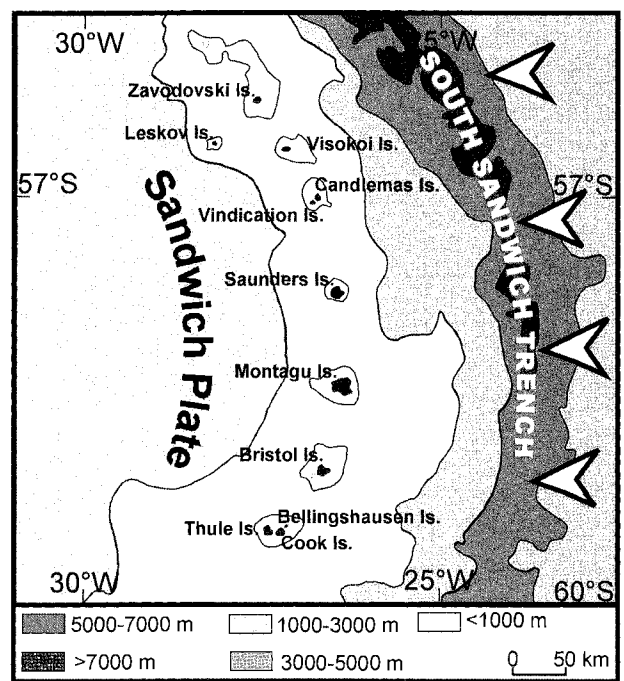 30°W
5°W
Zavodovski Is.
SOUTH SANDWICH TRENCH
Leskov Is.
Visokoi Is.
57°S
57°S
Candlemas Is.
Vindication Is.
Sandwich Plate
Saunders Is.
Montagu Is.
Bristol Is.
Thule Is.
Bellingshausen Is.
Cook Is.
30°W
25°W
60°S
5000-7000 m
1000-3000 m
<1000 m
>7000 m
3000-5000 m
0 50 km